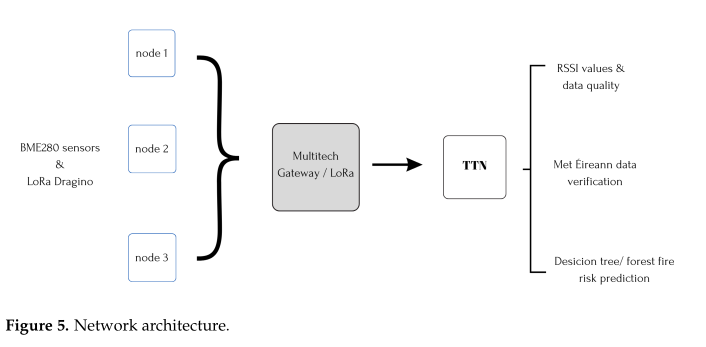 node 1
BME280 sensors
&
LoRa Dragino
node 2
node 3
Multitech
Gateway / LoRa
TTN
RSSI values &
data quality
Met Éireann data
verification
Desicion tree/ forest fire
risk prediction
Figure 5. Network architecture.